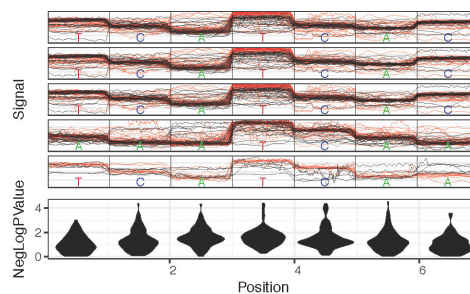 Signal
T C A T C A C
T C A T C A C
T C A T C A C
A A A T C A A
T C A T C A A
NegLogPValue
4
2
0
2 4 6
Position